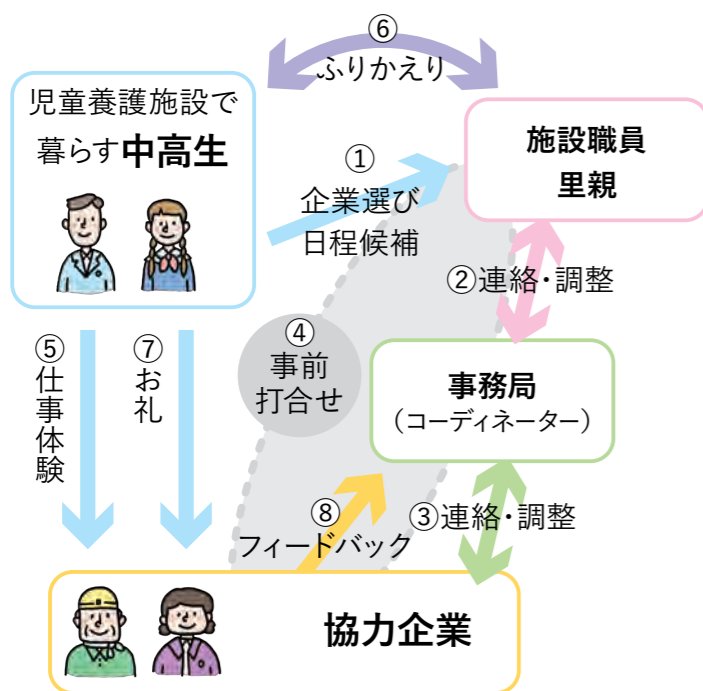 ⑥
ふりかえり
児童養護施設で
暮らす中高生
①
企業選び
日程候補
施設職員
里親
②連絡・調整
④
事前
打合せ
事務局
（コーディネーター）
⑤
仕事体験
⑦
お礼
⑧
フィードバック
③連絡・調整
協力企業